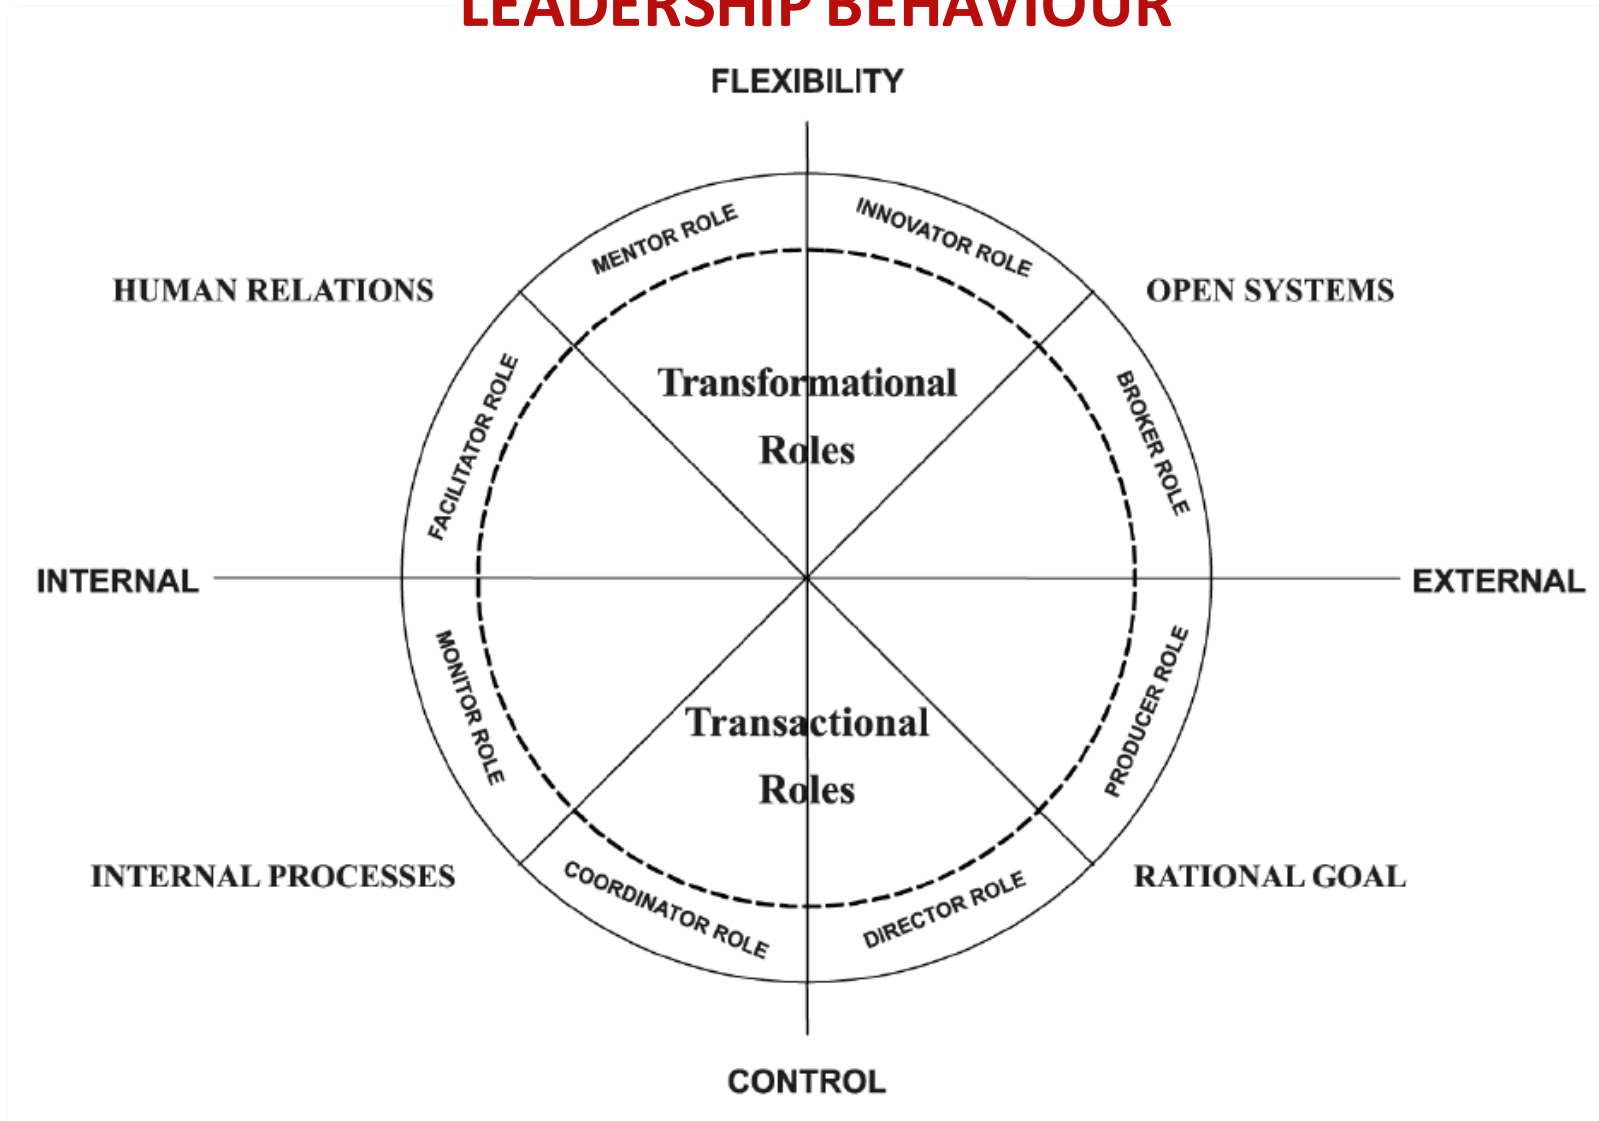 LEADERSHIP BEHAVIOUR
FLEXIBILITY
MENTOR ROLE
INNOVATOR ROLE
HUMAN RELATIONS
OPEN SYSTEMS
FACILITATOR ROLE
BROKER ROLE
Transformational
Roles
INTERNAL
EXTERNAL
MONITOR ROLE
PRODUCER ROLE
Transactional
Roles
INTERNAL PROCESSES
RATIONAL GOAL
COORDINATOR ROLE
DIRECTOR ROLE
CONTROL